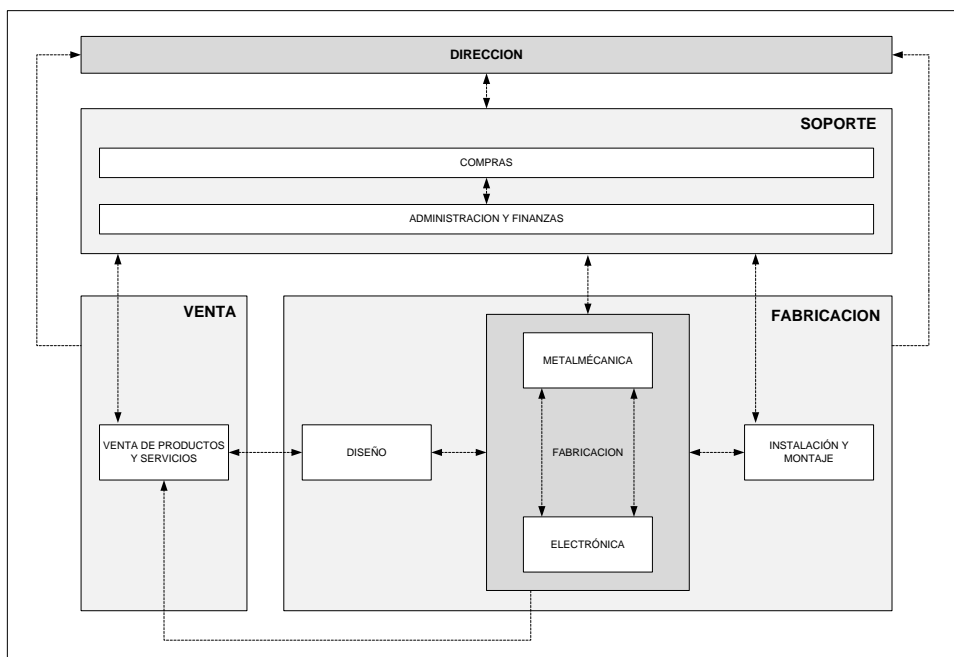 DIRECCION
SOPORTE
COMPRAS
ADMINISTRACION Y FINANZAS
VENTA
FABRICACION
METALMÉCANICA
VENTA DE PRODUCTOS
Y SERVICIOS
DISEÑO
FABRICACION
INSTALACIÓN Y
MONTAJE
ELECTRÓNICA